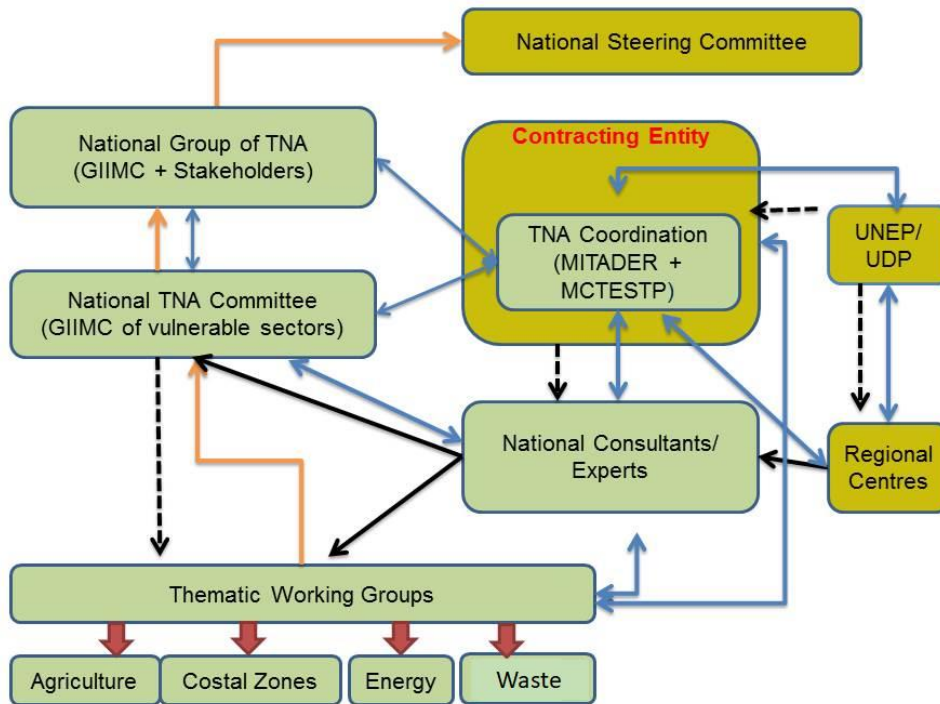 National Steering Committee
National Group of TNA
(GIIMC + Stakeholders)
Contracting Entity
TNA Coordination
(MITADER +
MCTESTP)
UNEP/
UDP
National TNA Committee
(GIIMC of vulnerable sectors)
National Consultants/
Experts
Regional
Centres
Thematic Working Groups
Agriculture
Costal Zones
Energy
Waste